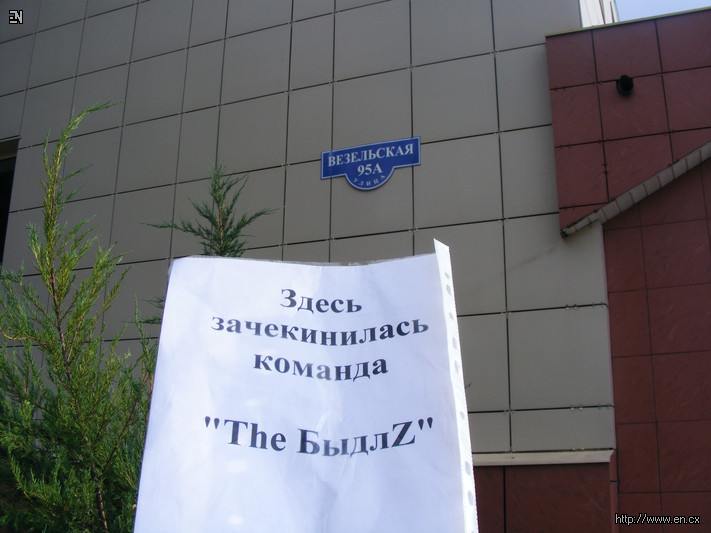 EN
ВЕЗЕЛЬСКАЯ
95А
УЛИЦА
Здесь
зачекинилась
команда
"The БыдлZ"
http://www.en.cx